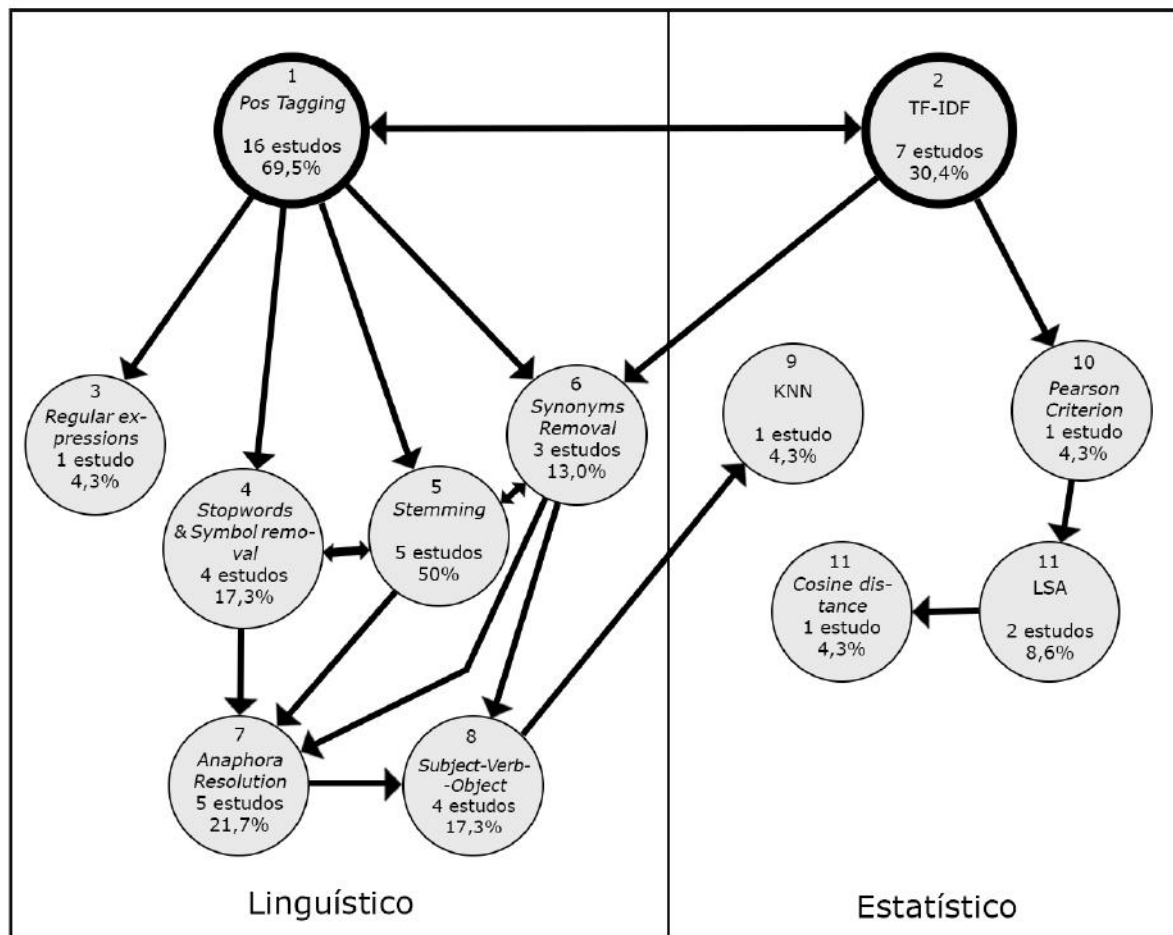 1
Pos Tagging
16 estudos
69,5%
2
TF-IDF
7 estudos
30,4%
3
Regular ex-
pressions
1 estudo
4,3%
4
Stopwords
& Symbol remo-
val
4 estudos
17,3%
5
Stemming
5 estudos
50%
6
Synonyms
Removal
3 estudos
13,0%
9
KNN
1 estudo
4,3%
10
Pearson
Criterion
1 estudo
4,3%
11
Cosine dis-
tance
1 estudo
4,3%
11
LSA
2 estudos
8,6%
7
Anaphora
Resolution
5 estudos
21,7%
8
Subject-Verb-
-Object
4 estudos
17,3%
Linguístico
Estatístico